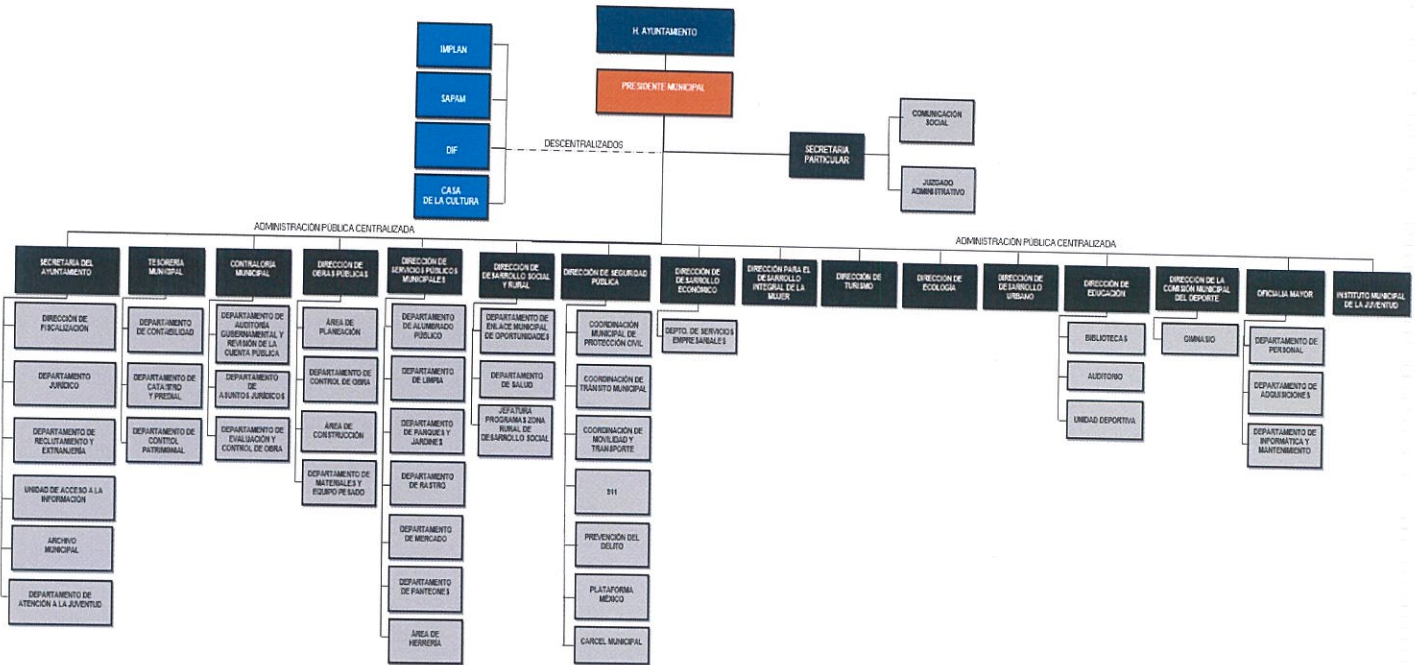 H. AYUNTAMIENTO
PRESIDENTE MUNICIPAL
IMPLAN
SAPAM
DIF
CASA
DE LA CULTURA
DESCENTRALIZADOS
SECRETARIA
PARTICULAR
COMUNICACIÓN
SOCIAL
JUZGADO
ADMINISTRATIVO
ADMINISTRACIÓN PÚBLICA CENTRALIZADA
ADMINISTRACIÓN PÚBLICA CENTRALIZADA
SECRETARIA DEL
AYUNTAMIENTO
DIRECCIÓN DE
FISCALIZACIÓN
DEPARTAMENTO
JURÍDICO
DEPARTAMENTO DE
RECLUTAMIENTO Y
EXTRANJERÍA
UNIDAD DE ACCESO A LA
INFORMACIÓN
ARCHIVO
MUNICIPAL
DEPARTAMENTO DE
ATENCIÓN A LA JUVENTUD
TESORERÍA
MUNICIPAL
DEPARTAMENTO
DE CONTABILIDAD
DEPARTAMENTO DE
CATASTRO
Y PREDIAL
DEPARTAMENTO DE
CONTROL
PATRIMONIAL
CONTRALORÍA
MUNICIPAL
DEPARTAMENTO DE
AUDITORÍA
GUBERNAMENTAL Y
REVISIÓN DE LA
CUENTA PÚBLICA
DEPARTAMENTO
DE
ASUNTOS JURÍDICOS
DEPARTAMENTO DE
EVALUACIÓN Y
CONTROL DE OBRA
DIRECCIÓN DE
OBRAS PÚBLICAS
ÁREA DE
PLANEACIÓN
DEPARTAMENTO DE
CONTROL DE OBRA
ÁREA DE
CONSTRUCCIÓN
DEPARTAMENTO DE
MATERIALES Y
EQUIPO PESADO
DIRECCIÓN DE
SERVICIOS PÚBLICOS
MUNICIPALES
DEPARTAMENTO
DE ALUMBRADO
PÚBLICO
DEPARTAMENTO
DE LIMPIA
DEPARTAMENTO
DE PARQUES Y
JARDINES
DEPARTAMENTO
DE RASTRO
DEPARTAMENTO
DE MERCADO
DEPARTAMENTO
DE PANTEONES
ÁREA DE
HERRERÍA
DIRECCIÓN DE
DESARROLLO SOCIAL
Y RURAL
DEPARTAMENTO DE
ENLACE MUNICIPAL
DE OPORTUNIDADES
DEPARTAMENTO
DE SALUD
JEFATURA
PROGRAMAS ZONA
RURAL DE
DESARROLLO SOCIAL
DIRECCIÓN DE SEGURIDAD
PÚBLICA
COORDINACIÓN
MUNICIPAL DE
PROTECCIÓN CIVIL
COORDINACIÓN DE
TRÁNSITO MUNICIPAL
COORDINACIÓN DE
MOVILIDAD Y
TRANSPORTE
911
PREVENCIÓN DEL
DELITO
PLATAFORMA
MÉXICO
CARCEL MUNICIPAL
DIRECCIÓN DE
DESARROLLO
ECONÓMICO
DEPTO. DE SERVICIOS
EMPRESARIALES
DIRECCIÓN PARA EL
DESARROLLO
INTEGRAL DE LA
MUJER
DIRECCIÓN DE
TURISMO
DIRECCIÓN DE
ECOLOGÍA
DIRECCIÓN DE
DESARROLLO
URBANO
DIRECCIÓN DE
EDUCACIÓN
BIBLIOTECAS
AUDITORIO
UNIDAD DEPORTIVA
DIRECCIÓN DE LA
COMISIÓN MUNICIPAL
DEL DEPORTE
GIMNASIO
OFICIALIA MAYOR
DEPARTAMENTO DE
PERSONAL
DEPARTAMENTO DE
ADQUISICIONES
DEPARTAMENTO DE
INFORMÁTICA Y
MANTENIMIENTO
INSTITUTO MUNICIPAL
DE LA JUVENTUD